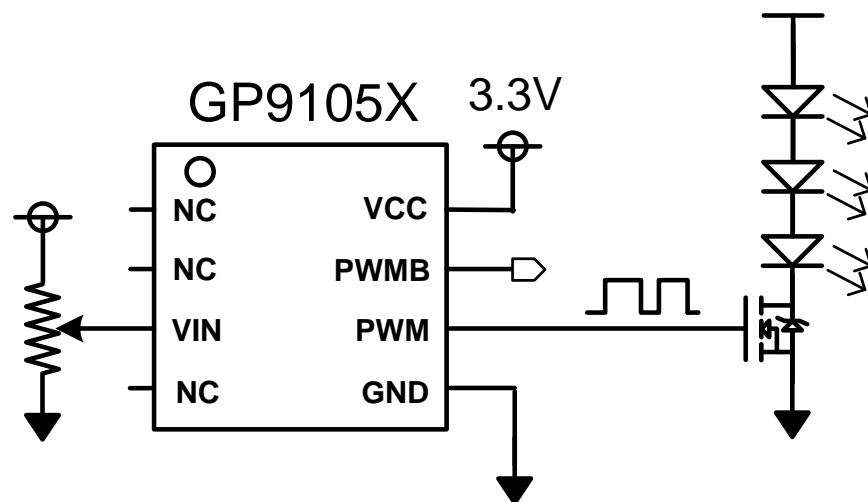 GP9105X
3.3V
NC
VCC
NC
PWMB
VIN
PWM
NC
GND